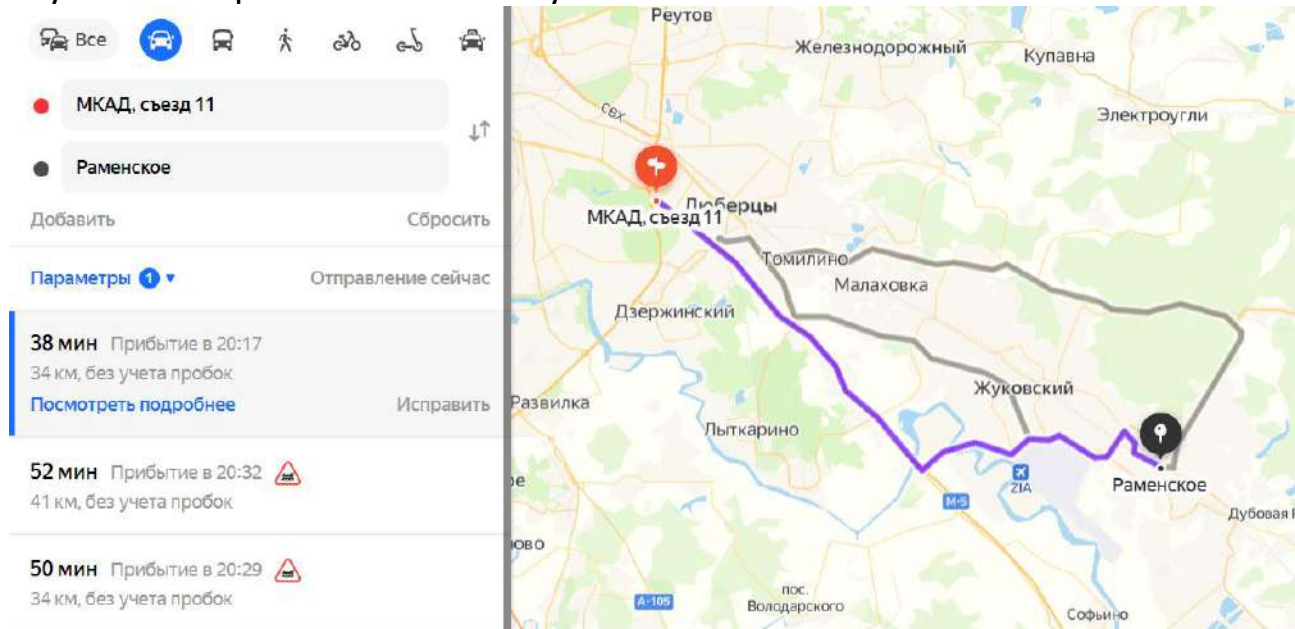 Все
МКАД, съезд 11
Раменское
Добавить
Сбросить
Параметры 1
Отправление сейчас
38 мин Прибытие в 20:17
34 км, без учета пробок
Посмотреть подробнее
Исправить
52 мин Прибытие в 20:32
41 км, без учета пробок
50 мин Прибытие в 20:29
34 км, без учета пробок
Реутов
Железнодорожный
Купавна
Электроугли
свх
Люберцы
МКАД, съезд 11
Томилино
Малаховка
Дзержинский
Жуковский
Развилка
Лыткарино
ZIA
Раменское
М-5
Дубовая Р
ово
А-105
пос.
Володарского
Софьино